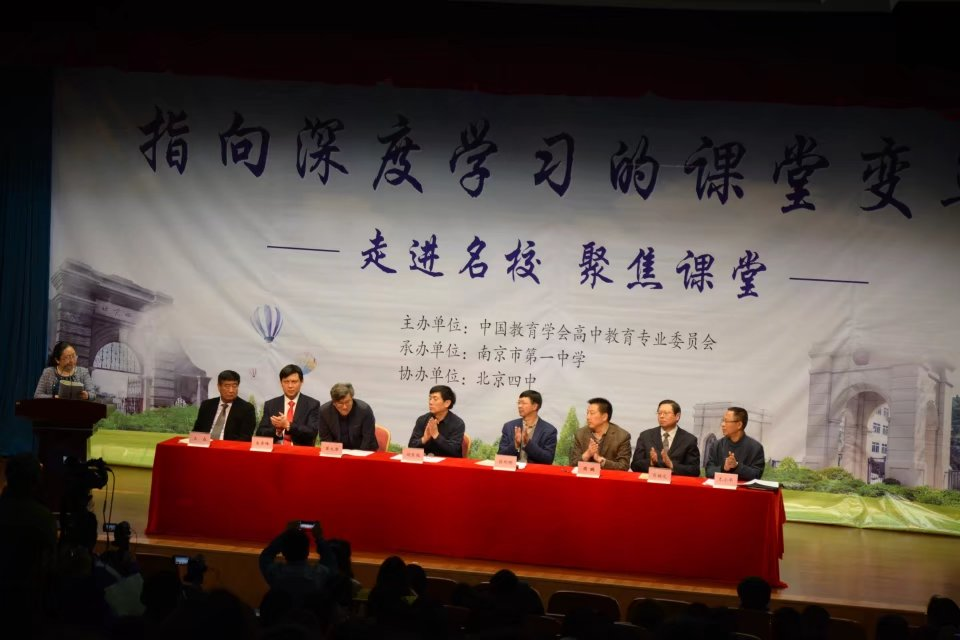 指向深度学习的课堂变
走进名校 聚焦课堂
主办单位：中国教育学会高中教育专业委员会
承办单位：南京市第一中学
协办单位：北京四中